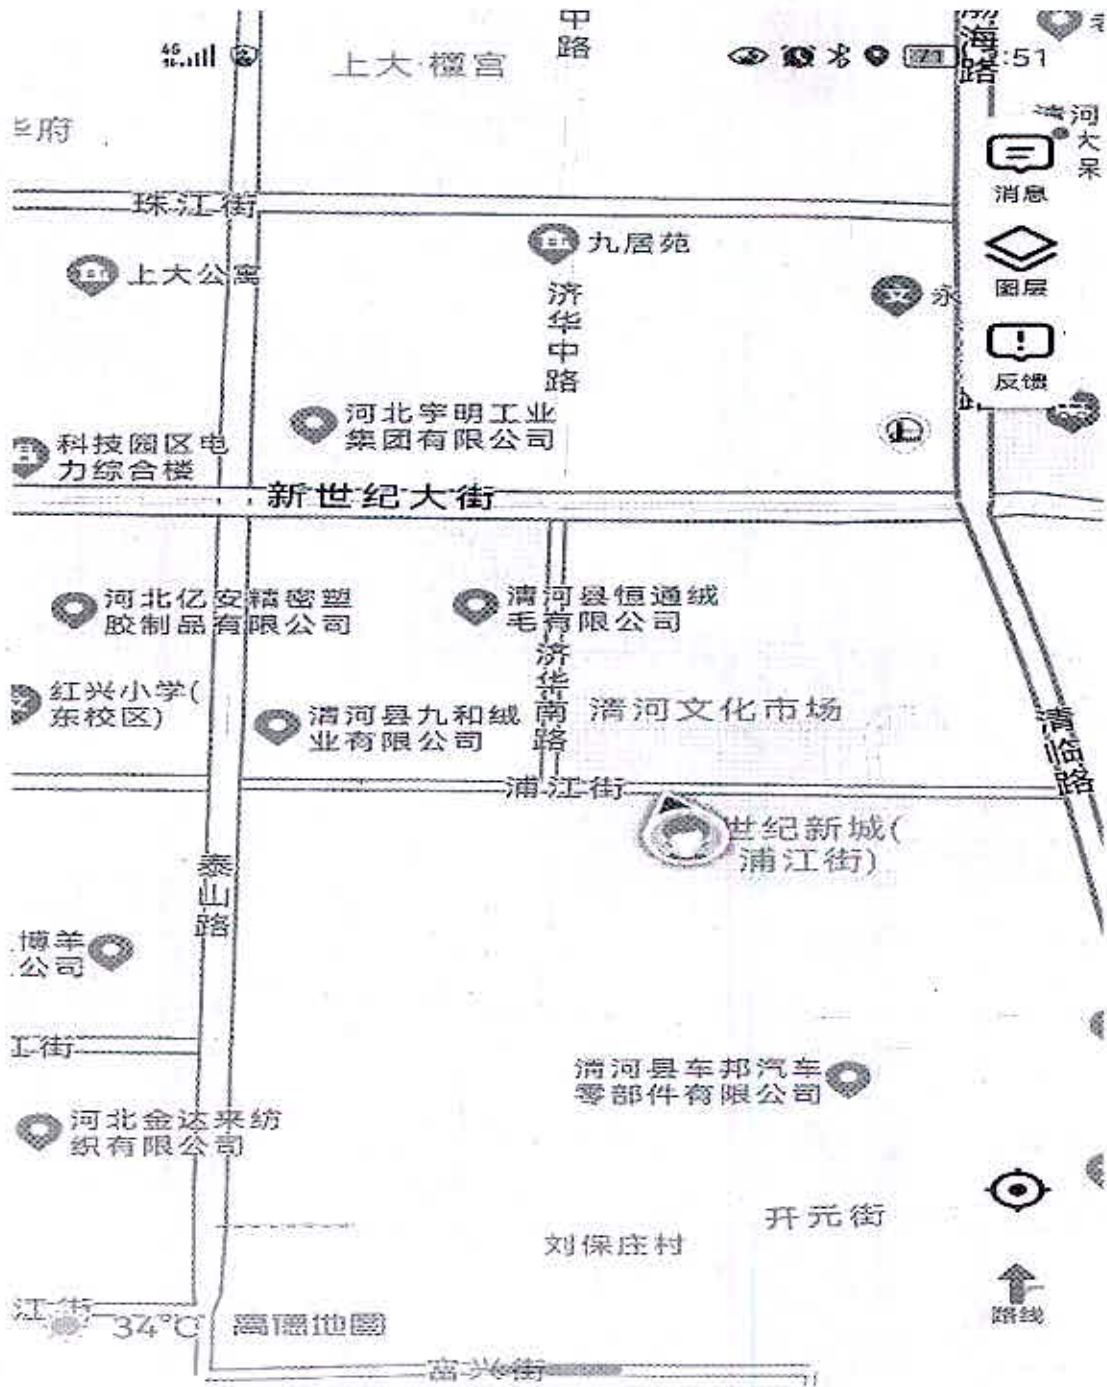 中路
渤海路
4G
上大·檀宫
71
:51
华府
清河
大
呆
消息
珠江街
九居苑
上大公寓
图层
济华中路
永
反馈
河北宇明工业
集团有限公司
科技园区电
力综合楼
新世纪大街
河北亿安精密塑
胶制品有限公司
清河县恒通绒
毛有限公司
济华南路
红兴小学(
东校区)
清河县九和绒
业有限公司
清河文化市场
清临路
浦江街
世纪新城(
浦江街)
泰山路
博羊
公司
江街
清河县车邦汽车
零部件有限公司
河北金达来纺
织有限公司
开元街
刘保庄村
江街
34°C
高德地图
路线
富兴街